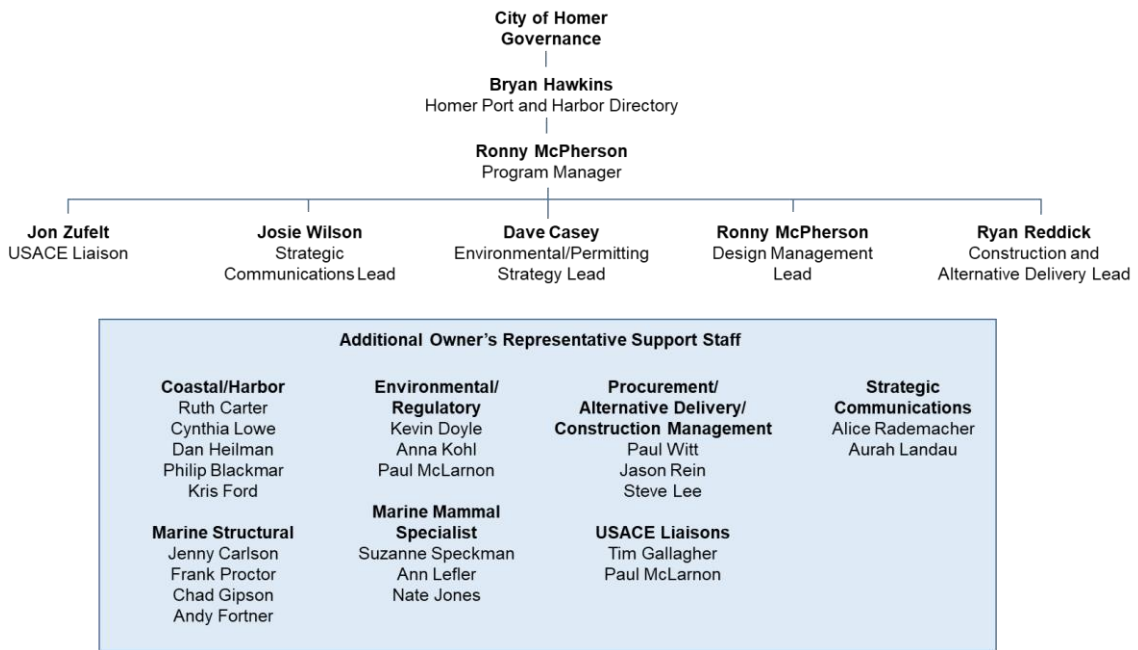 City of Homer
Governance
Bryan Hawkins
Homer Port and Harbor Directory
Ronny McPherson
Program Manager
Jon Zufelt
USACE Liaison
Josie Wilson
Strategic
Communications Lead
Dave Casey
Environmental/Permitting
Strategy Lead
Ronny McPherson
Design Management
Lead
Ryan Reddick
Construction and
Alternative Delivery Lead
Additional Owner's Representative Support Staff
Coastal/Harbor
Ruth Carter
Cynthia Lowe
Dan Heilman
Philip Blackmar
Kris Ford
Marine Structural
Jenny Carlson
Frank Proctor
Chad Gipson
Andy Fortner
Environmental/
Regulatory
Kevin Doyle
Anna Kohl
Paul McLarnon
Marine Mammal
Specialist
Suzanne Speckman
Ann Lefler
Nate Jones
Procurement/
Alternative Delivery/
Construction Management
Paul Witt
Jason Rein
Steve Lee
USACE Liaisons
Tim Gallagher
Paul McLarnon
Strategic
Communications
Alice Rademacher
Aurah Landau